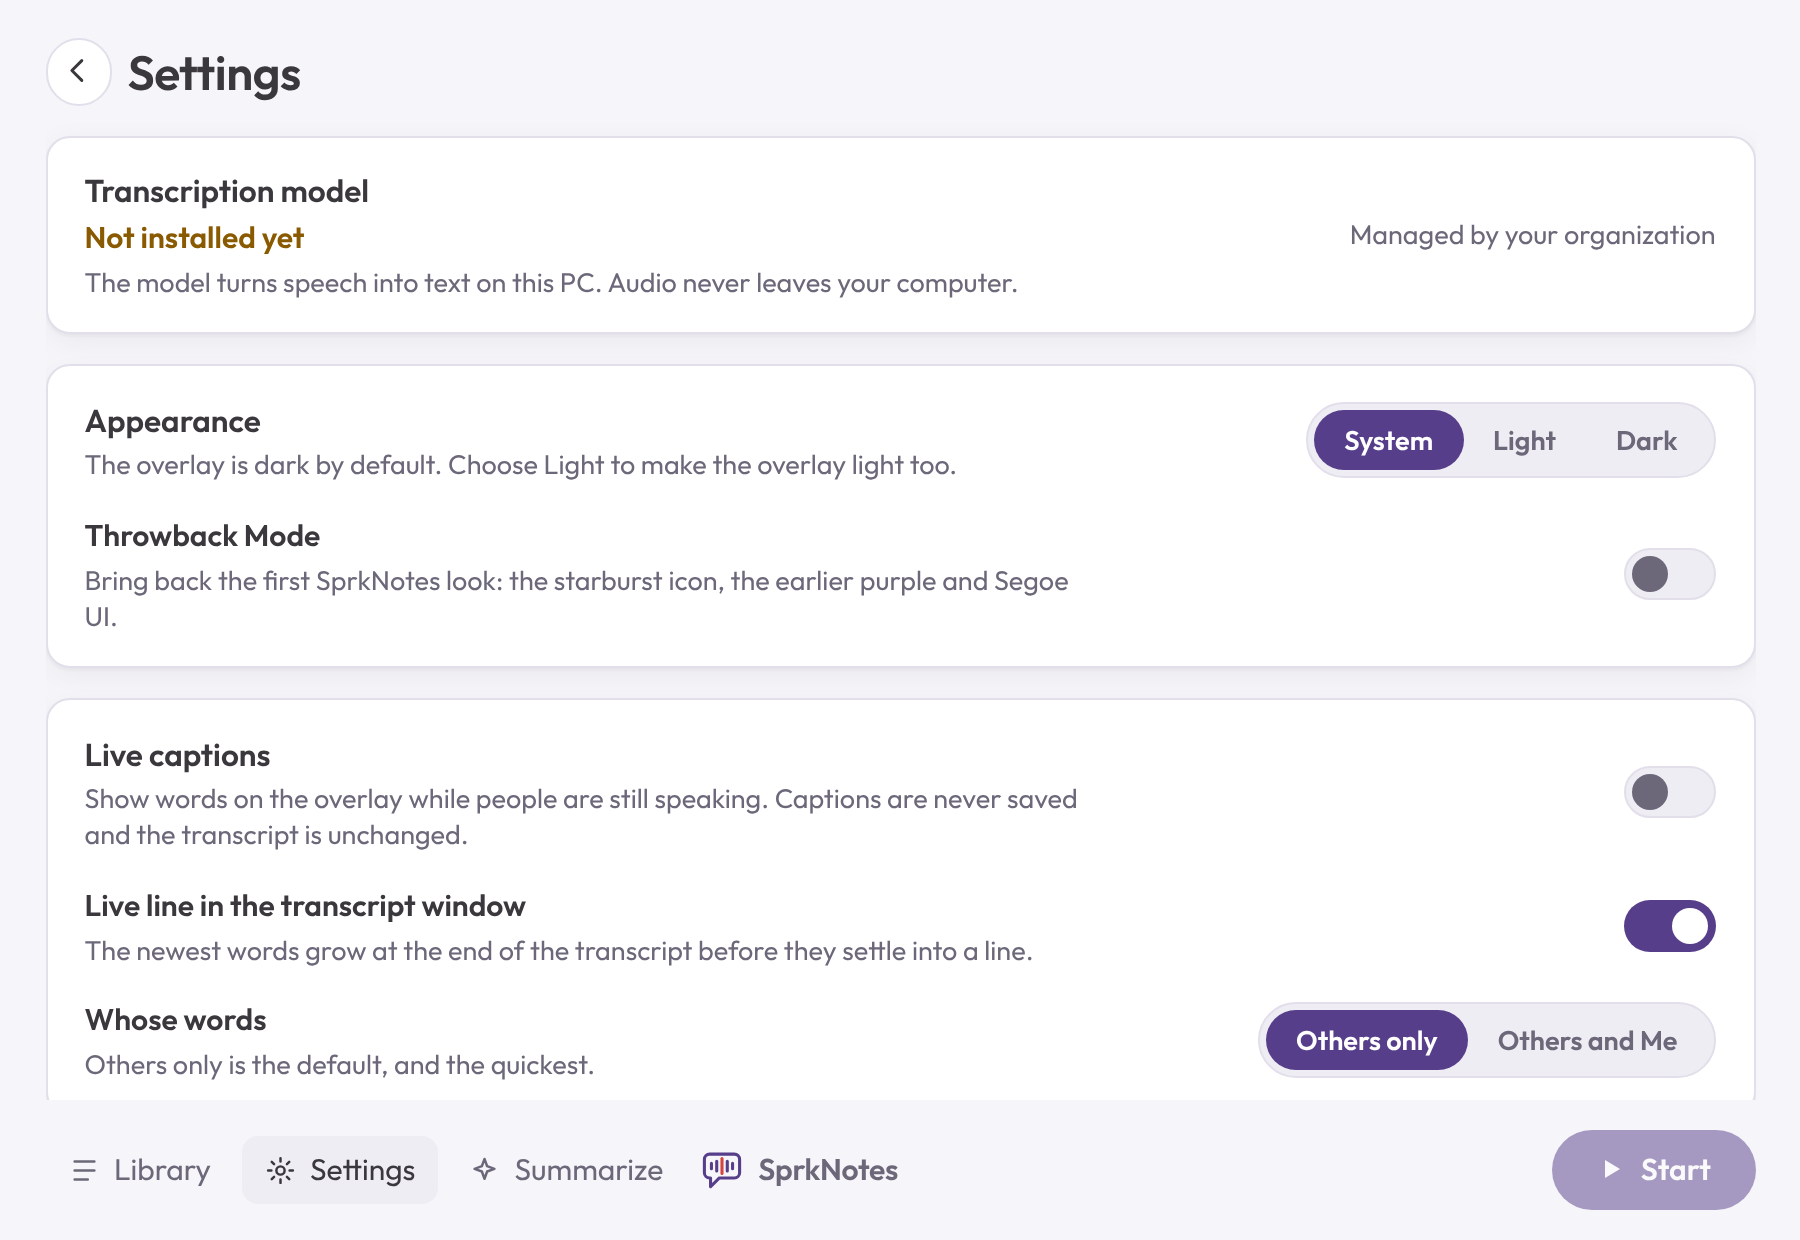 Settings
Transcription model
Not installed yet
The model turns speech into text on this PC. Audio never leaves your computer.
Managed by your organization
Appearance
The overlay is dark by default. Choose Light to make the overlay light too.
System Light Dark
Throwback Mode
Bring back the first SprkNotes look: the starburst icon, the earlier purple and Segoe
UI.
Live captions
Show words on the overlay while people are still speaking. Captions are never saved
and the transcript is unchanged.
Live line in the transcript window
The newest words grow at the end of the transcript before they settle into a line.
Whose words
Others only is the default, and the quickest.
Others only Others and Me
Library Settings Summarize SprkNotes Start